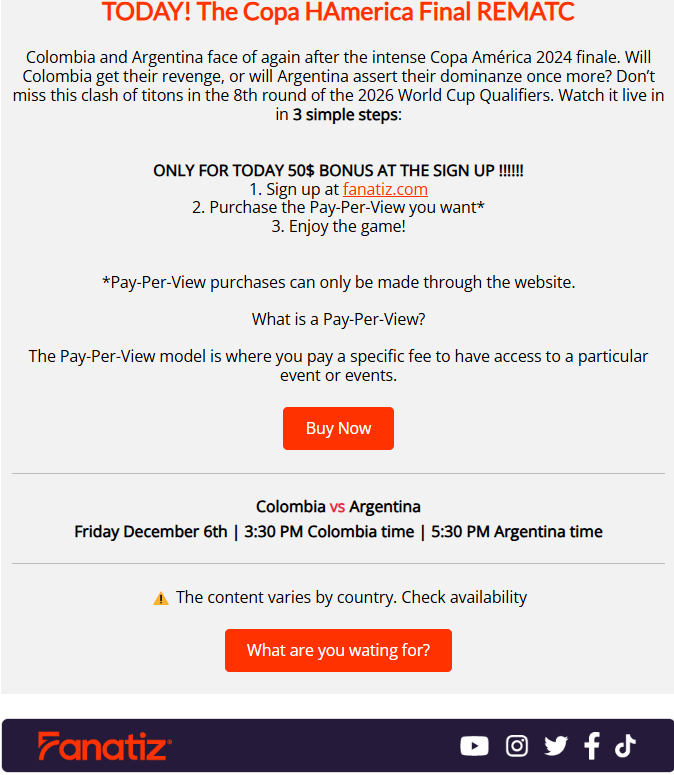 TODAY! The Copa HAmerica Final REMATC
Colombia and Argentina face of again after the intense Copa América 2024 finale. Will
Colombia get their revenge, or will Argentina assert their dominanze once more? Don’t
miss this clash of titons in the 8th round of the 2026 World Cup Qualifiers. Watch it live in
in 3 simple steps:
ONLY FOR TODAY 50$ BONUS AT THE SIGN UP !!!!!!
1. Sign up at fanatiz.com
2. Purchase the Pay-Per-View you want*
3. Enjoy the game!
*Pay-Per-View purchases can only be made through the website.
What is a Pay-Per-View?
The Pay-Per-View model is where you pay a specific fee to have access to a particular
event or events.
Buy Now
Colombia vs Argentina
Friday December 6th | 3:30 PM Colombia time | 5:30 PM Argentina time
⚠️ The content varies by country. Check availability
What are you wating for?
Fanatiz®